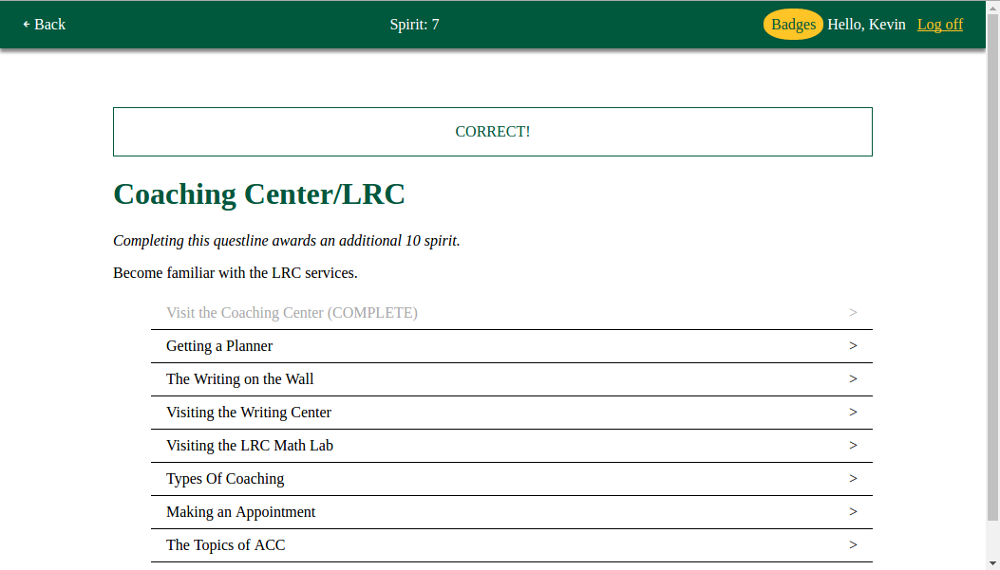 ← Back Spirit: 7 Badges Hello, Kevin Log off
CORRECT!
Coaching Center/LRC
Completing this questline awards an additional 10 spirit.
Become familiar with the LRC services.
Visit the Coaching Center (COMPLETE) >
Getting a Planner >
The Writing on the Wall >
Visiting the Writing Center >
Visiting the LRC Math Lab >
Types Of Coaching >
Making an Appointment >
The Topics of ACC >